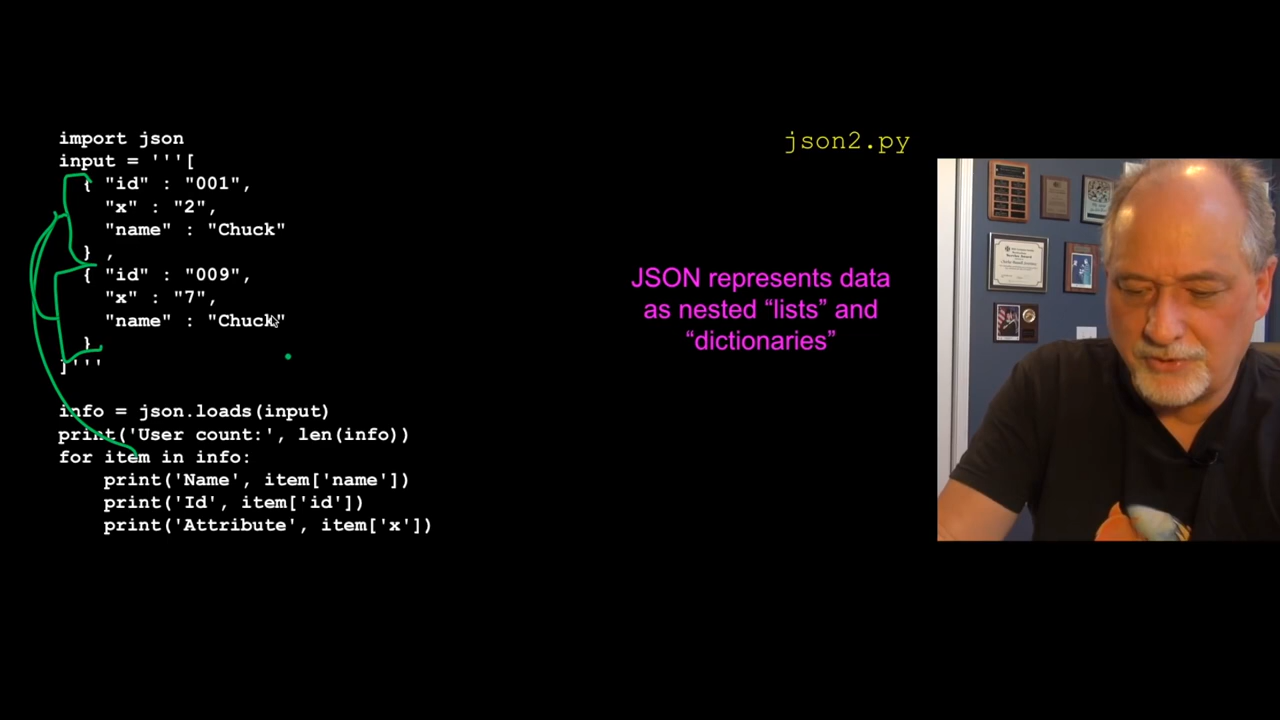 import json
input = '''[
{ "id" : "001",
"x" : "2",
"name" : "Chuck"
} ,
{ "id" : "009",
"x" : "7",
"name" : "Chuck"
}
]'''
info = json.loads(input)
print('User count:', len(info))
for item in info:
print('Name', item['name'])
print('Id', item['id'])
print('Attribute', item['x'])
json2.py
JSON represents data
as nested “lists” and
“dictionaries”